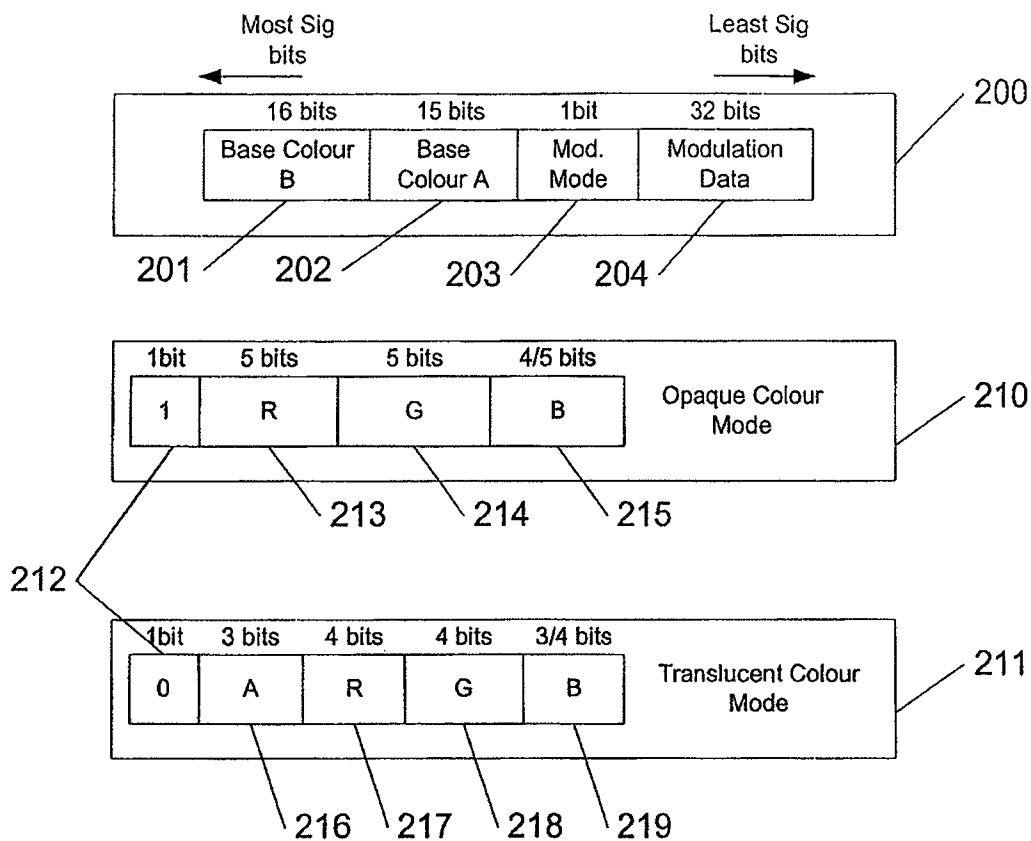 Most Sig
bits
Least Sig
bits
200
16 bits 15 bits 1bit 32 bits
Base Colour
B
Base
Colour A
Mod.
Mode
Modulation
Data
201 202 203 204
1bit 5 bits 5 bits 4/5 bits
1 R G B
Opaque Colour
Mode
210
213 214 215
212
1bit 3 bits 4 bits 4 bits 3/4 bits
0 A R G B
Translucent Colour
Mode
211
216 217 218 219